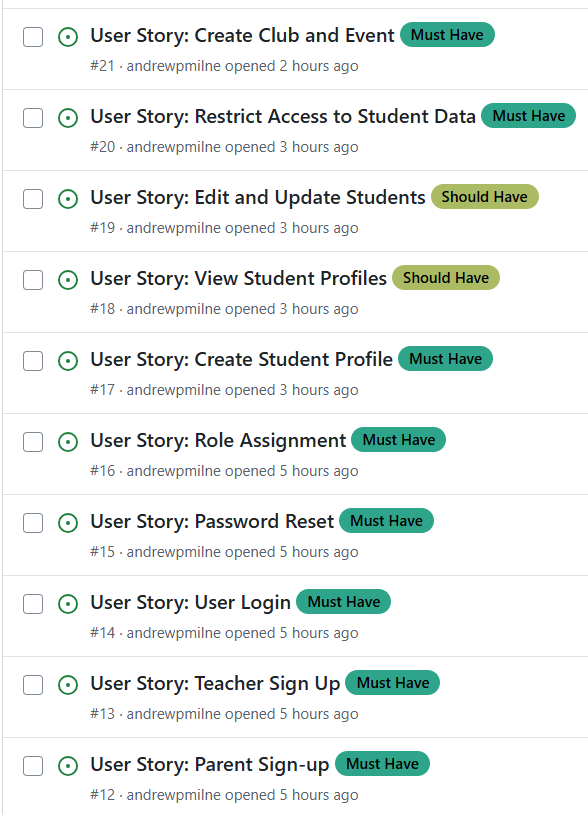 User Story: Create Club and Event Must Have
#21 · andrewpmilne opened 2 hours ago
User Story: Restrict Access to Student Data Must Have
#20 · andrewpmilne opened 3 hours ago
User Story: Edit and Update Students Should Have
#19 · andrewpmilne opened 3 hours ago
User Story: View Student Profiles Should Have
#18 · andrewpmilne opened 3 hours ago
User Story: Create Student Profile Must Have
#17 · andrewpmilne opened 3 hours ago
User Story: Role Assignment Must Have
#16 · andrewpmilne opened 5 hours ago
User Story: Password Reset Must Have
#15 · andrewpmilne opened 5 hours ago
User Story: User Login Must Have
#14 · andrewpmilne opened 5 hours ago
User Story: Teacher Sign Up Must Have
#13 · andrewpmilne opened 5 hours ago
User Story: Parent Sign-up Must Have
#12 · andrewpmilne opened 5 hours ago